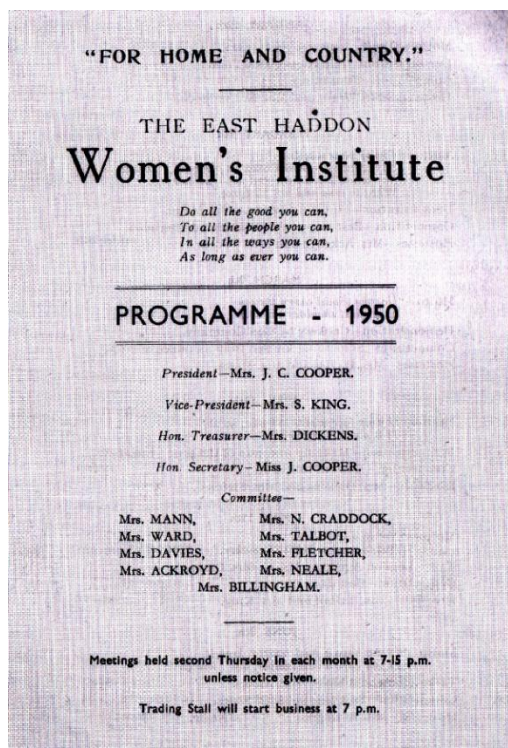 "FOR HOME AND COUNTRY."
THE EAST HADDON
Women's Institute
Do all the good you can,
To all the people you can,
In all the ways you can,
As long as ever you can.
PROGRAMME - 1950
President—Mrs. J. C. COOPER.
Vice-President—Mrs. S. KING.
Hon. Treasurer—Mrs. DICKENS.
Hon. Secretary—Miss J. COOPER.
Committee—
Mrs. MANN, Mrs. N. CRADDOCK,
Mrs. WARD, Mrs. TALBOT,
Mrs. DAVIES, Mrs. FLETCHER,
Mrs. ACKROYD, Mrs. NEALE,
Mrs. BILLINGHAM.
Meetings held second Thursday in each month at 7-15 p.m.
unless notice given.
Trading Stall will start business at 7 p.m.